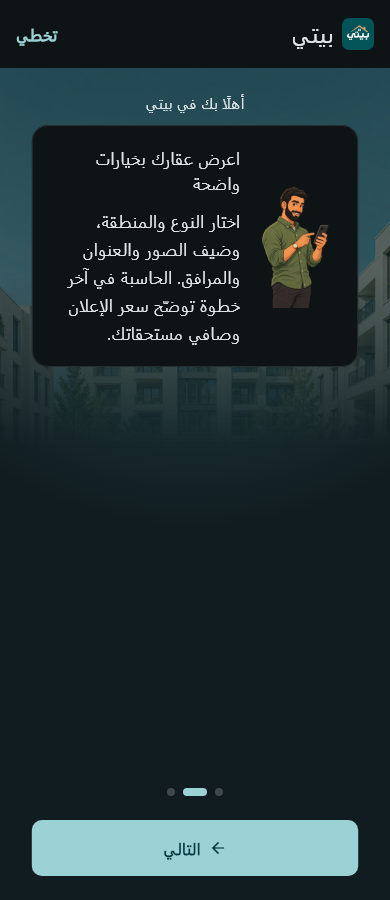 بيتي
بيتي
تخطي
أهلًا بك في بيتي
اعرض عقارك بخيارات
واضحة
اختار النوع والمنطقة،
وضيف الصور والعنوان
والمرافق. الحاسبة في آخر
خطوة توضّح سعر الإعلان
وصافي مستحقاتك.
التالي